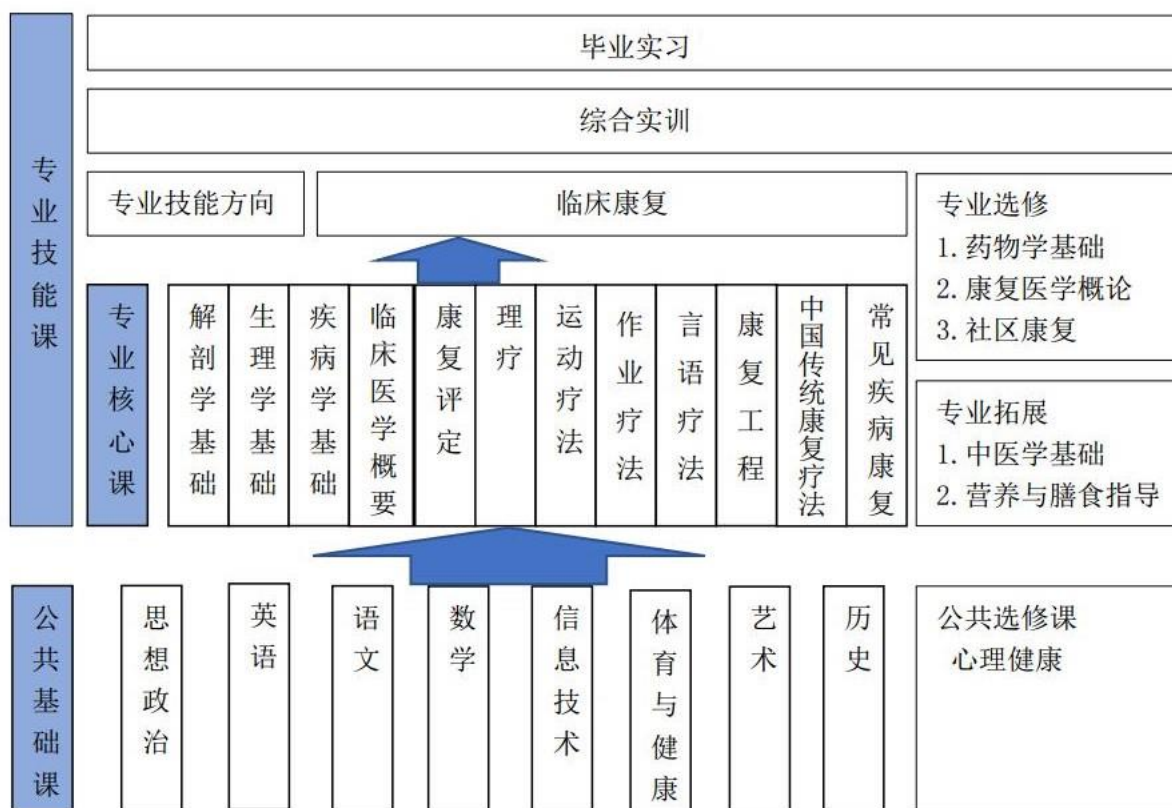 专业技能课
毕业实习
综合实训
专业技能方向
临床康复
专业选修
1.药物学基础
2.康复医学概论
3.社区康复
专业核心课
解剖学基础
生理学基础
疾病学基础
临床医学概要
康复评定
理疗
运动疗法
作业疗法
言语疗法
康复工程
中国传统康复疗法
常见疾病康复
专业拓展
1.中医学基础
2.营养与膳食指导
公共基础课
思想政治
英语
语文
数学
信息技术
体育与健康
艺术
历史
公共选修课
心理健康